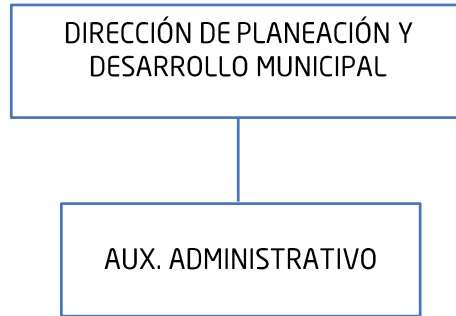 DIRECCIÓN DE PLANEACIÓN Y
DESARROLLO MUNICIPAL
AUX. ADMINISTRATIVO